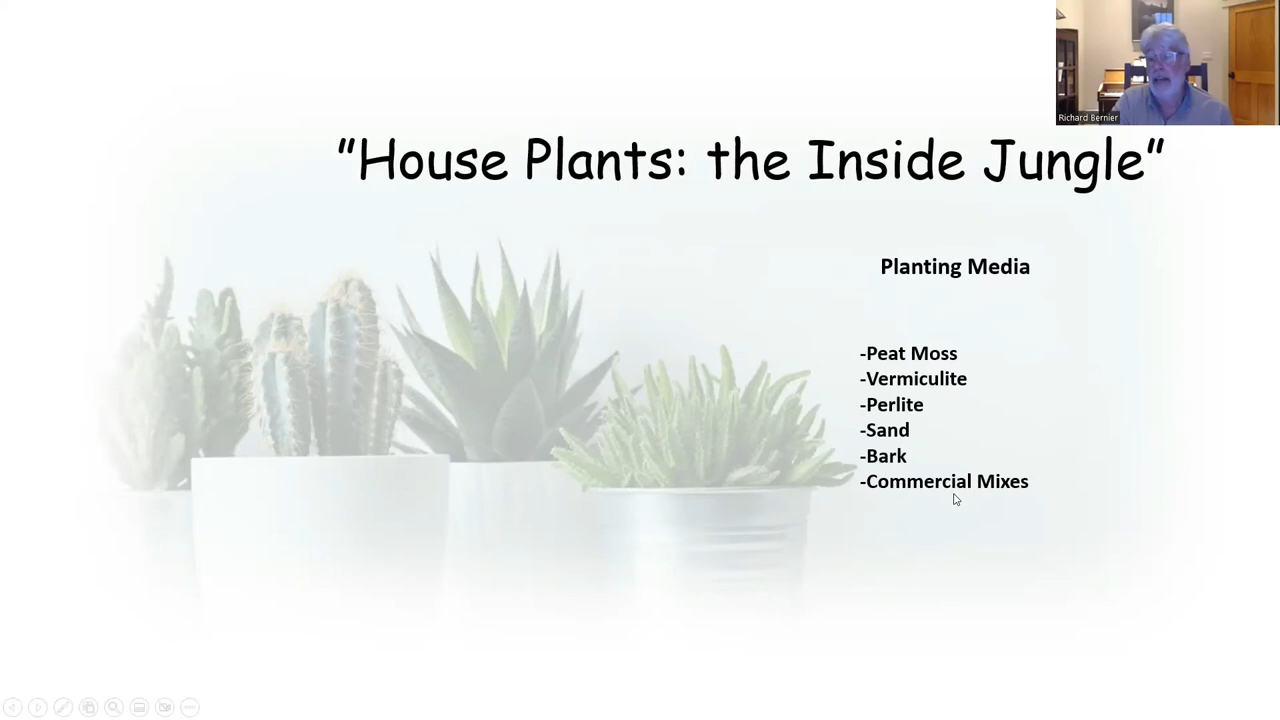 Richard Bernier
"House Plants: the Inside Jungle"
Planting Media
-Peat Moss
-Vermiculite
-Perlite
-Sand
-Bark
-Commercial Mixes